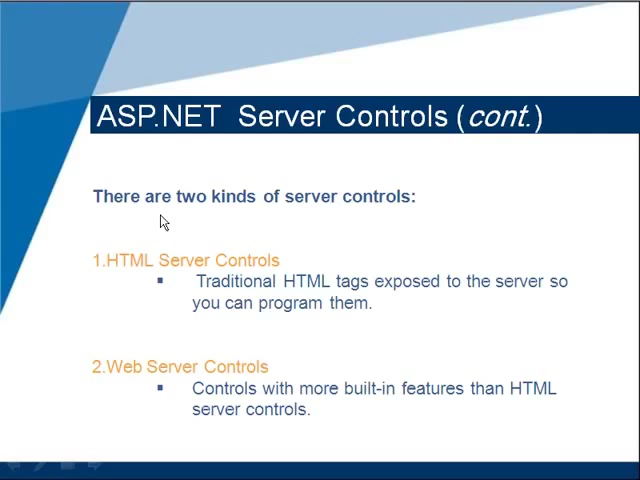 ASP.NET Server Controls (cont.)
There are two kinds of server controls:
1.HTML Server Controls
▪ Traditional HTML tags exposed to the server so
you can program them.
2.Web Server Controls
▪ Controls with more built-in features than HTML
server controls.